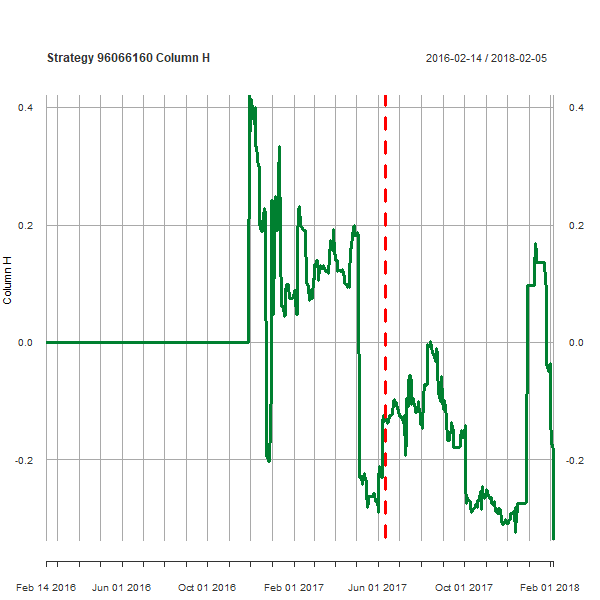 Strategy 96066160 Column H
2016-02-14 / 2018-02-05
0.4
0.4
0.2
0.2
0.0
0.0
-0.2
-0.2
Column H
Feb 14 2016
Jun 01 2016
Oct 01 2016
Feb 01 2017
Jun 01 2017
Oct 01 2017
Feb 01 2018